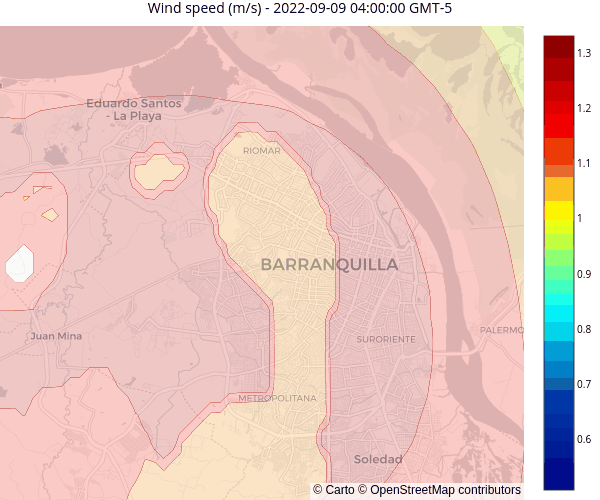 Wind speed (m/s) - 2022-09-09 04:00:00 GMT-5
1.3
1.2
1.1
1
0.9
0.8
0.7
0.6
Eduardo Santos
- La Playa
RIOMAR
BARRANQUILLA
Juan Mina
SURORIENTE
PALERMO
METROPOLITANA
Soledad
© Carto © OpenStreetMap contributors